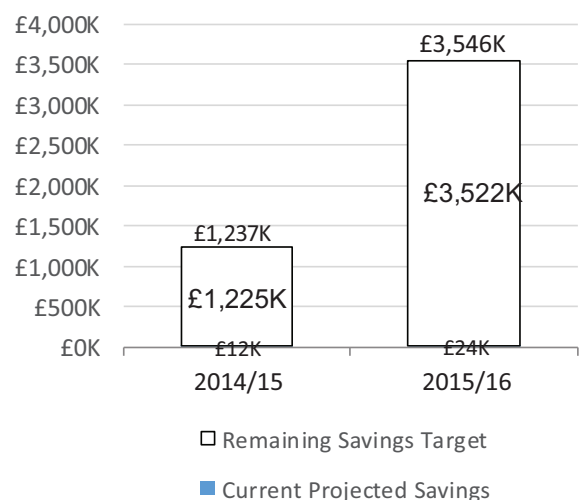 £4,000K
£3,500K
£3,000K
£2,500K
£2,000K
£1,500K
£1,000K
£500K
£0K
£3,546K
£3,522K
£1,237K
£1,225K
£12K
£24K
2014/15
2015/16
Remaining Savings Target
Current Projected Savings